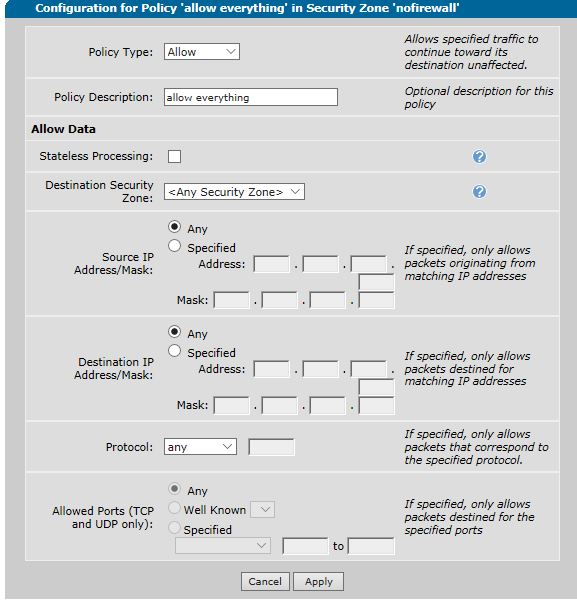 Configuration for Policy 'allow everything' in Security Zone 'nofirewall'
Policy Type:
Allow
Allows specified traffic to
continue toward its
destination unaffected.
Policy Description:
allow everything
Optional description for this
policy
Allow Data
Stateless Processing:
?
Destination Security
Zone:
<Any Security Zone>
?
Source IP
Address/Mask:
Any
Specified
Address: . . .
Mask: . . .
If specified, only allows
packets originating from
matching IP addresses
Destination IP
Address/Mask:
Any
Specified
Address: . . .
Mask: . . .
If specified, only allows
packets destined for
matching IP addresses
Protocol:
any
If specified, only allows
packets that correspond to
the specified protocol.
Allowed Ports (TCP
and UDP only):
Any
Well Known
Specified
to
If specified, only allows
packets destined for the
specified ports
Cancel Apply